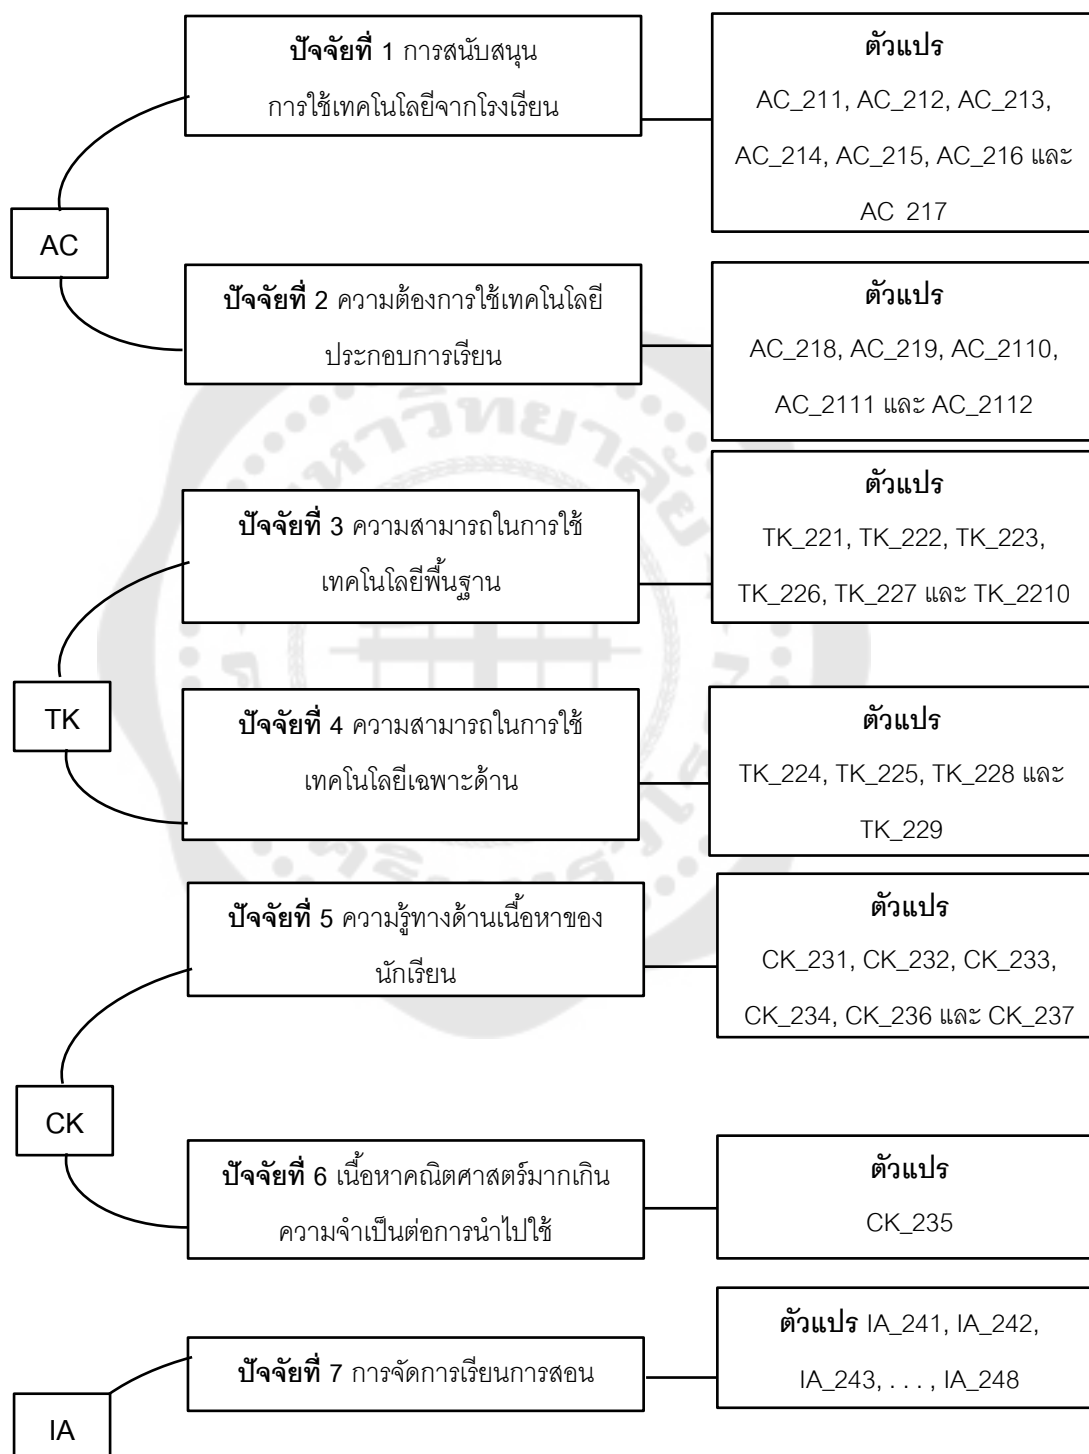 ปัจจัยที่ 1 การสนับสนุน
การใช้เทคโนโลยีจากโรงเรียน
ตัวแปร
AC_211, AC_212, AC_213,
AC_214, AC_215, AC_216 และ
AC 217
AC
ปัจจัยที่ 2 ความต้องการใช้เทคโนโลยี
ประกอบการเรียน
ตัวแปร
AC_218, AC_219, AC_2110,
AC_2111 และ AC_2112
ปัจจัยที่ 3 ความสามารถในการใช้
เทคโนโลยีพื้นฐาน
ตัวแปร
TK_221, TK_222, TK_223,
TK_226, TK_227 และ TK_2210
TK
ปัจจัยที่ 4 ความสามารถในการใช้
เทคโนโลยีเฉพาะด้าน
ตัวแปร
TK_224, TK_225, TK_228 และ
TK_229
ปัจจัยที่ 5 ความรู้ทางด้านเนื้อหาของ
นักเรียน
ตัวแปร
CK_231, CK_232, CK_233,
CK_234, CK_236 และ CK_237
CK
ปัจจัยที่ 6 เนื้อหาคณิตศาสตร์มากเกิน
ความจำเป็นต่อการนำไปใช้
ตัวแปร
CK_235
ปัจจัยที่ 7 การจัดการเรียนการสอน
ตัวแปร IA_241, IA_242,
IA_243, . . . , IA_248
IA